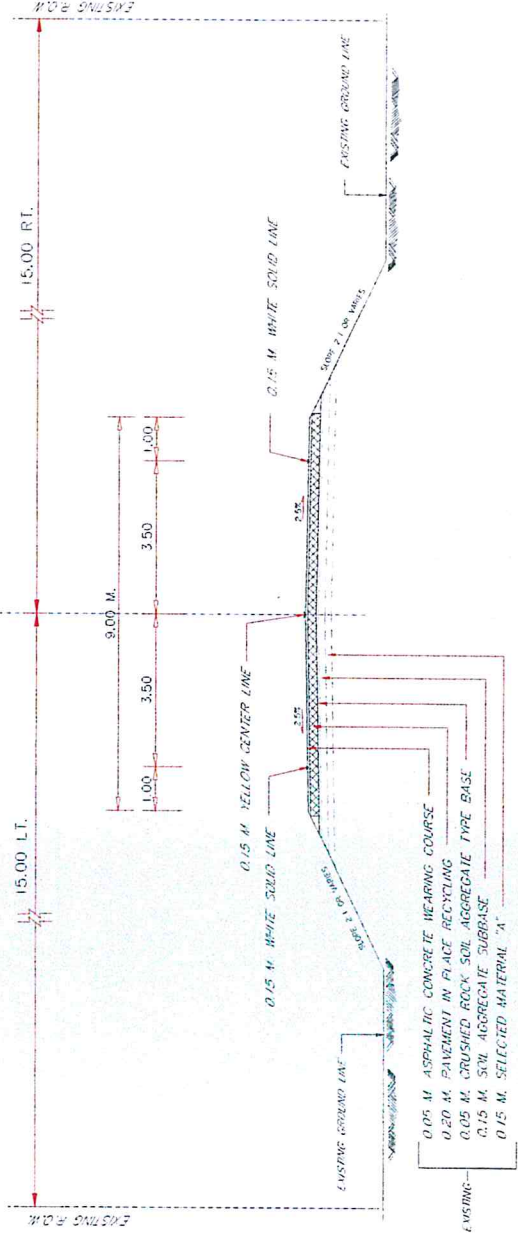 EXISTING R.O.W.
EXISTING R.O.W.
15.00 LT.
15.00 RT.
9.00 M.
1.00
3.50
3.50
1.00
0.15 M. YELLOW CENTER LINE
0.15 M. WHITE SOLID LINE
0.15 M. WHITE SOLID LINE
2.5%
2.5%
SLOPE 2:1 OR VARIES
SLOPE 2:1 OR VARIES
EXISTING GROUND LINE
EXISTING GROUND LINE
0.05 M. ASPHALTIC CONCRETE WEARING COURSE
0.20 M. PAVEMENT IN PLACE RECYCLING
0.05 M. CRUSHED ROCK SOIL AGGREGATE TYPE BASE
0.15 M. SOIL AGGREGATE SUBBASE
0.15 M. SELECTED MATERIAL "A"
EXISTING